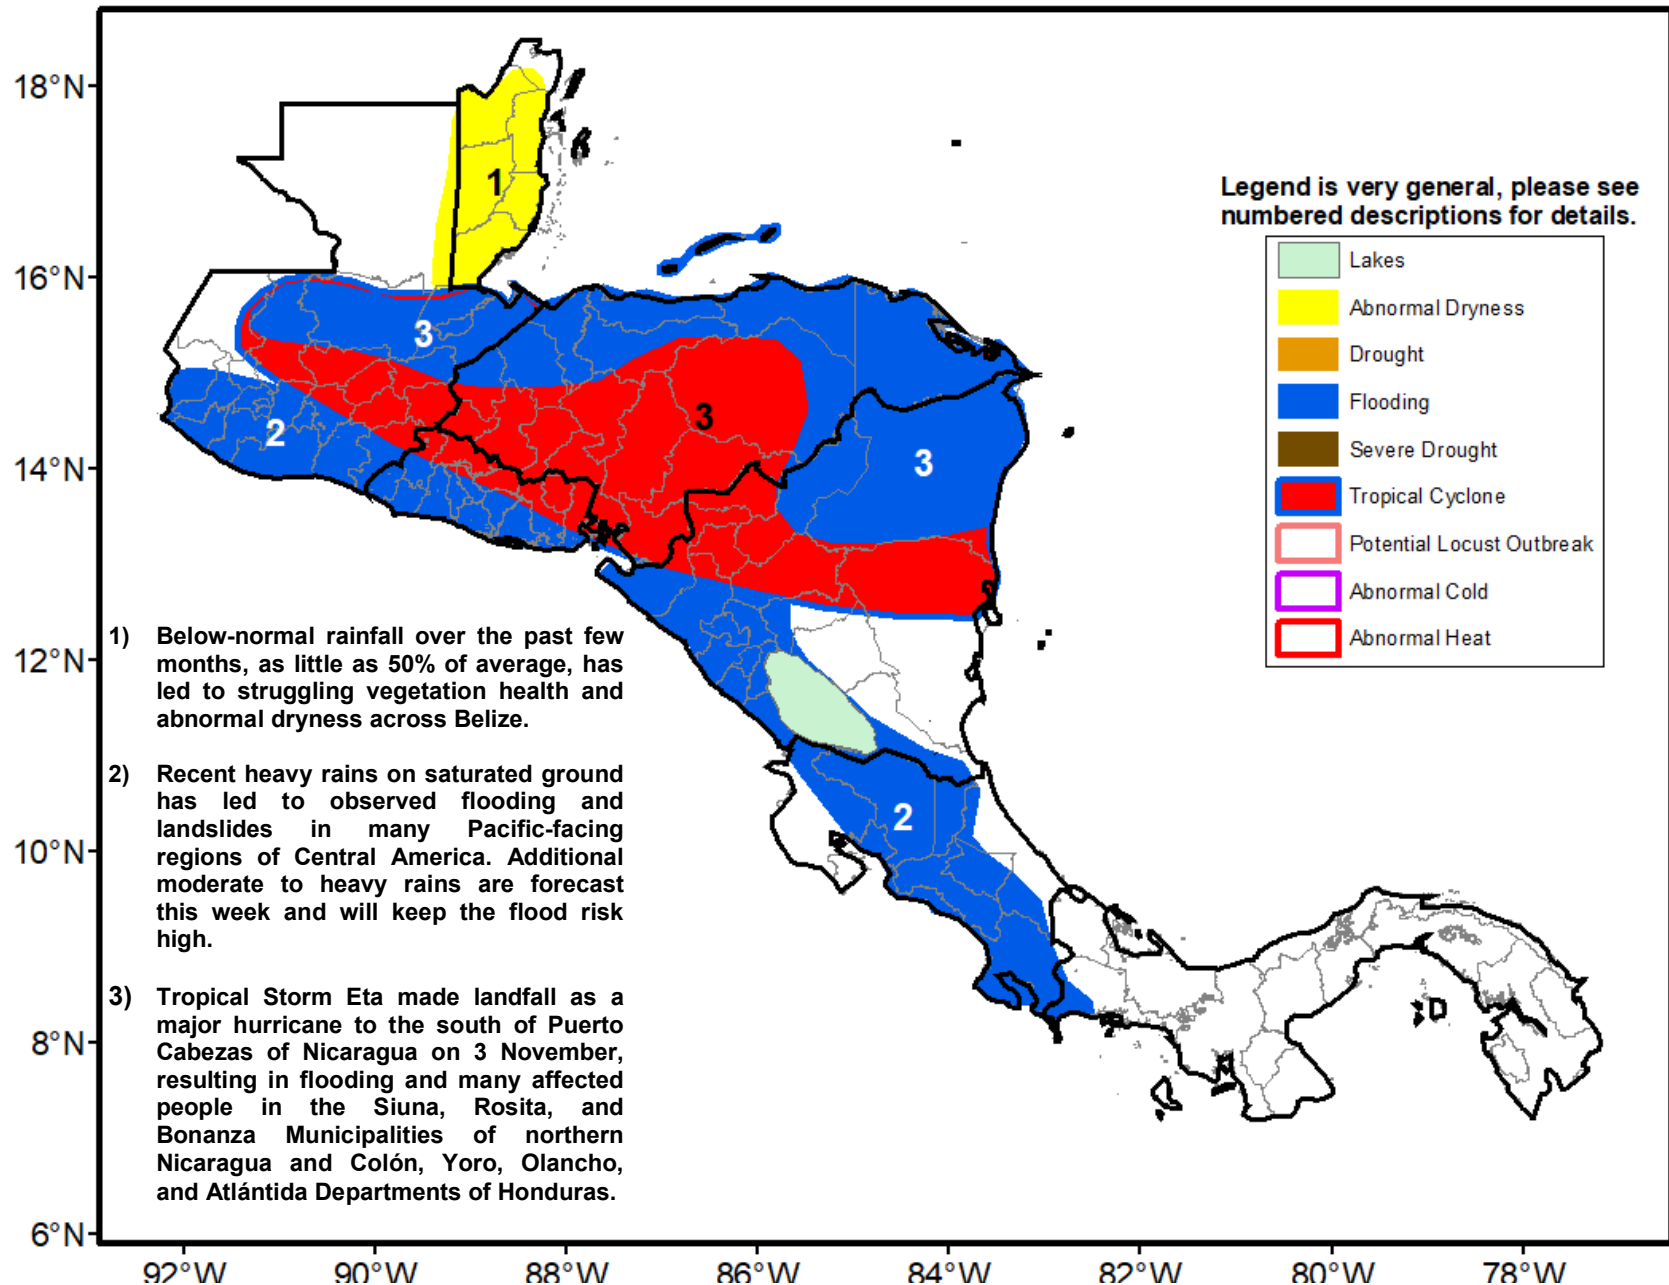 18°N
16°N
14°N
12°N
10°N
8°N
6°N
92°W
90°W
88°W
86°W
84°W
82°W
80°W
78°W
1
3
2
3
3
2
Legend is very general, please see
numbered descriptions for details.
Lakes
Abnormal Dryness
Drought
Flooding
Severe Drought
Tropical Cyclone
Potential Locust Outbreak
Abnormal Cold
Abnormal Heat
1) Below-normal rainfall over the past few
months, as little as 50% of average, has
led to struggling vegetation health and
abnormal dryness across Belize.
2) Recent heavy rains on saturated ground
has led to observed flooding and
landslides in many Pacific-facing
regions of Central America. Additional
moderate to heavy rains are forecast
this week and will keep the flood risk
high.
3) Tropical Storm Eta made landfall as a
major hurricane to the south of Puerto
Cabezas of Nicaragua on 3 November,
resulting in flooding and many affected
people in the Siuna, Rosita, and
Bonanza Municipalities of northern
Nicaragua and Colón, Yoro, Olancho,
and Atlántida Departments of Honduras.